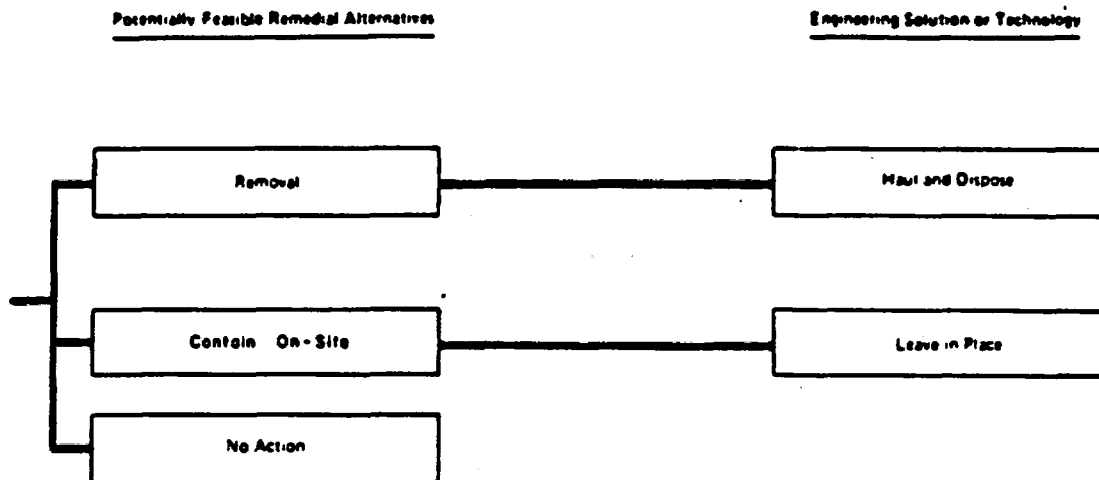 Potentially Feasible Remedial Alternatives
Engineering Solution or Technology
Removal
Haul and Dispose
Contain On-Site
Leave in Place
No Action